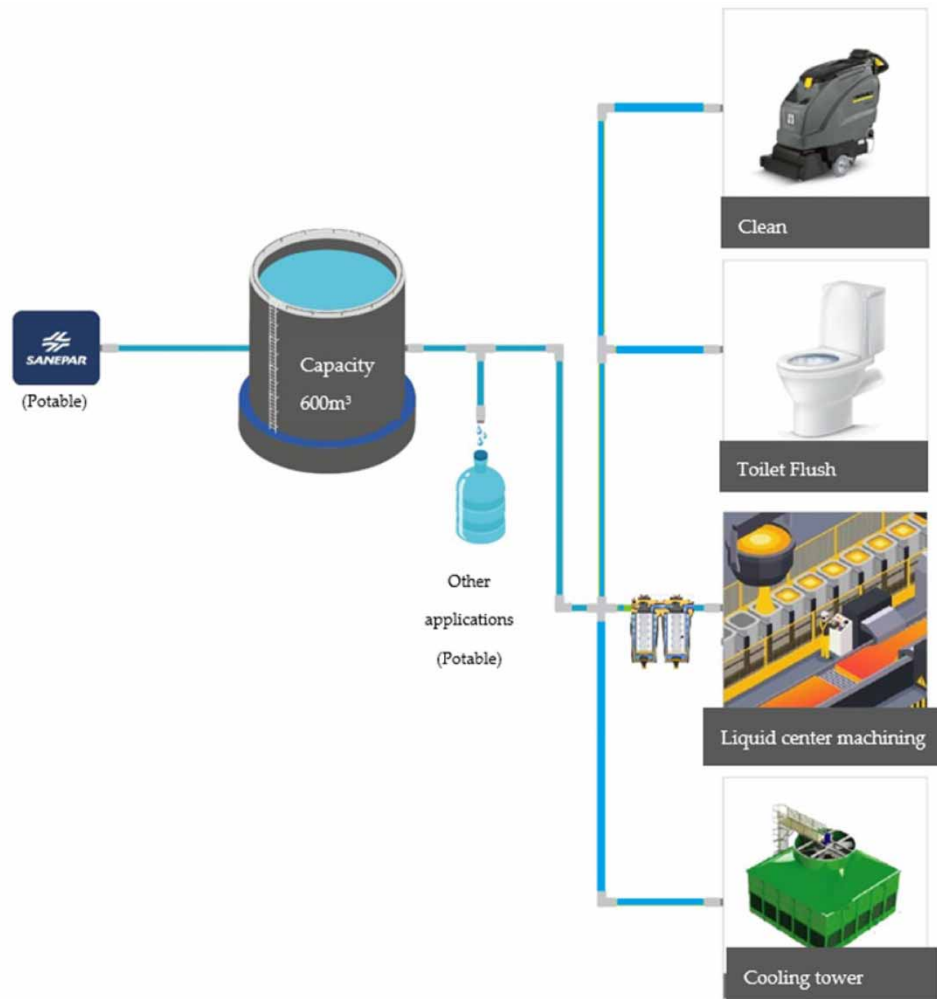 SANEPAR
(Potable)
Capacity
600m³
Other
applications
(Potable)
Clean
Toilet Flush
Liquid center machining
Cooling tower